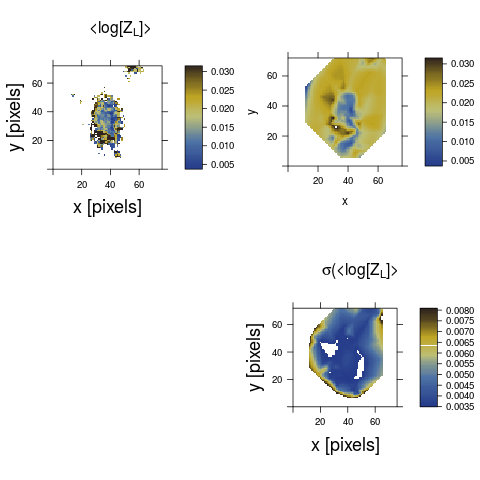 <log[Z_L]>
60
40
20
20 40 60
x [pixels]
y [pixels]
0.030
0.025
0.020
0.015
0.010
0.005
60
40
20
20 40 60
x
y
0.030
0.025
0.020
0.015
0.010
0.005
σ(<log[Z_L]>
60
40
20
20 40 60
x [pixels]
y [pixels]
0.0080
0.0075
0.0070
0.0065
0.0060
0.0055
0.0050
0.0045
0.0040
0.0035